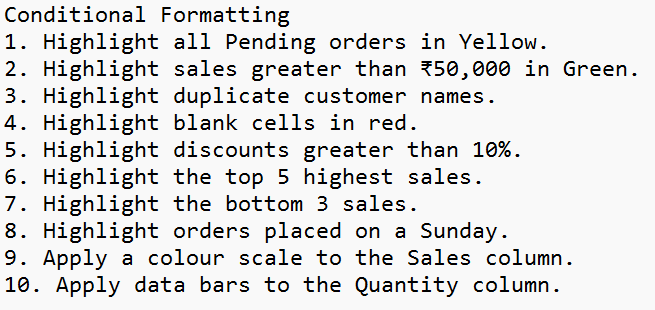 Conditional Formatting
1. Highlight all Pending orders in Yellow.
2. Highlight sales greater than ₹50,000 in Green.
3. Highlight duplicate customer names.
4. Highlight blank cells in red.
5. Highlight discounts greater than 10%.
6. Highlight the top 5 highest sales.
7. Highlight the bottom 3 sales.
8. Highlight orders placed on a Sunday.
9. Apply a colour scale to the Sales column.
10. Apply data bars to the Quantity column.